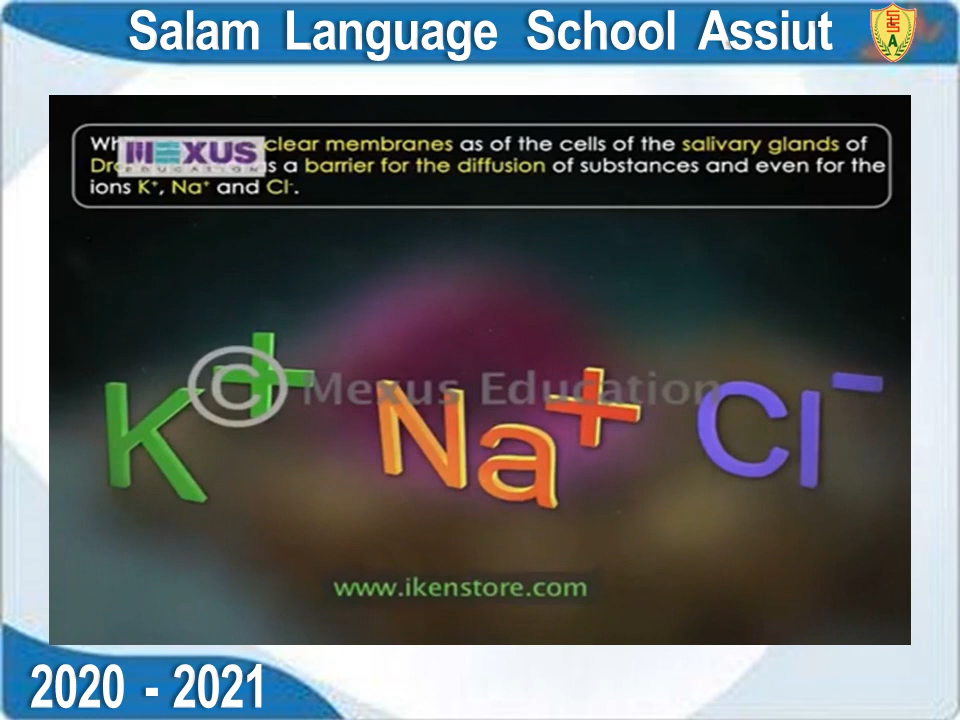 Salam Language School Assiut
clear membranes as of the cells of the salivary glands of
MEXUS
EDUCATION
s a barrier for the diffusion of substances and even for the
ions K⁺, Na⁺ and Cl⁻.
K⁺ Na⁺ Cl⁻
© Mexus Education
www.ikenstore.com
2020 - 2021